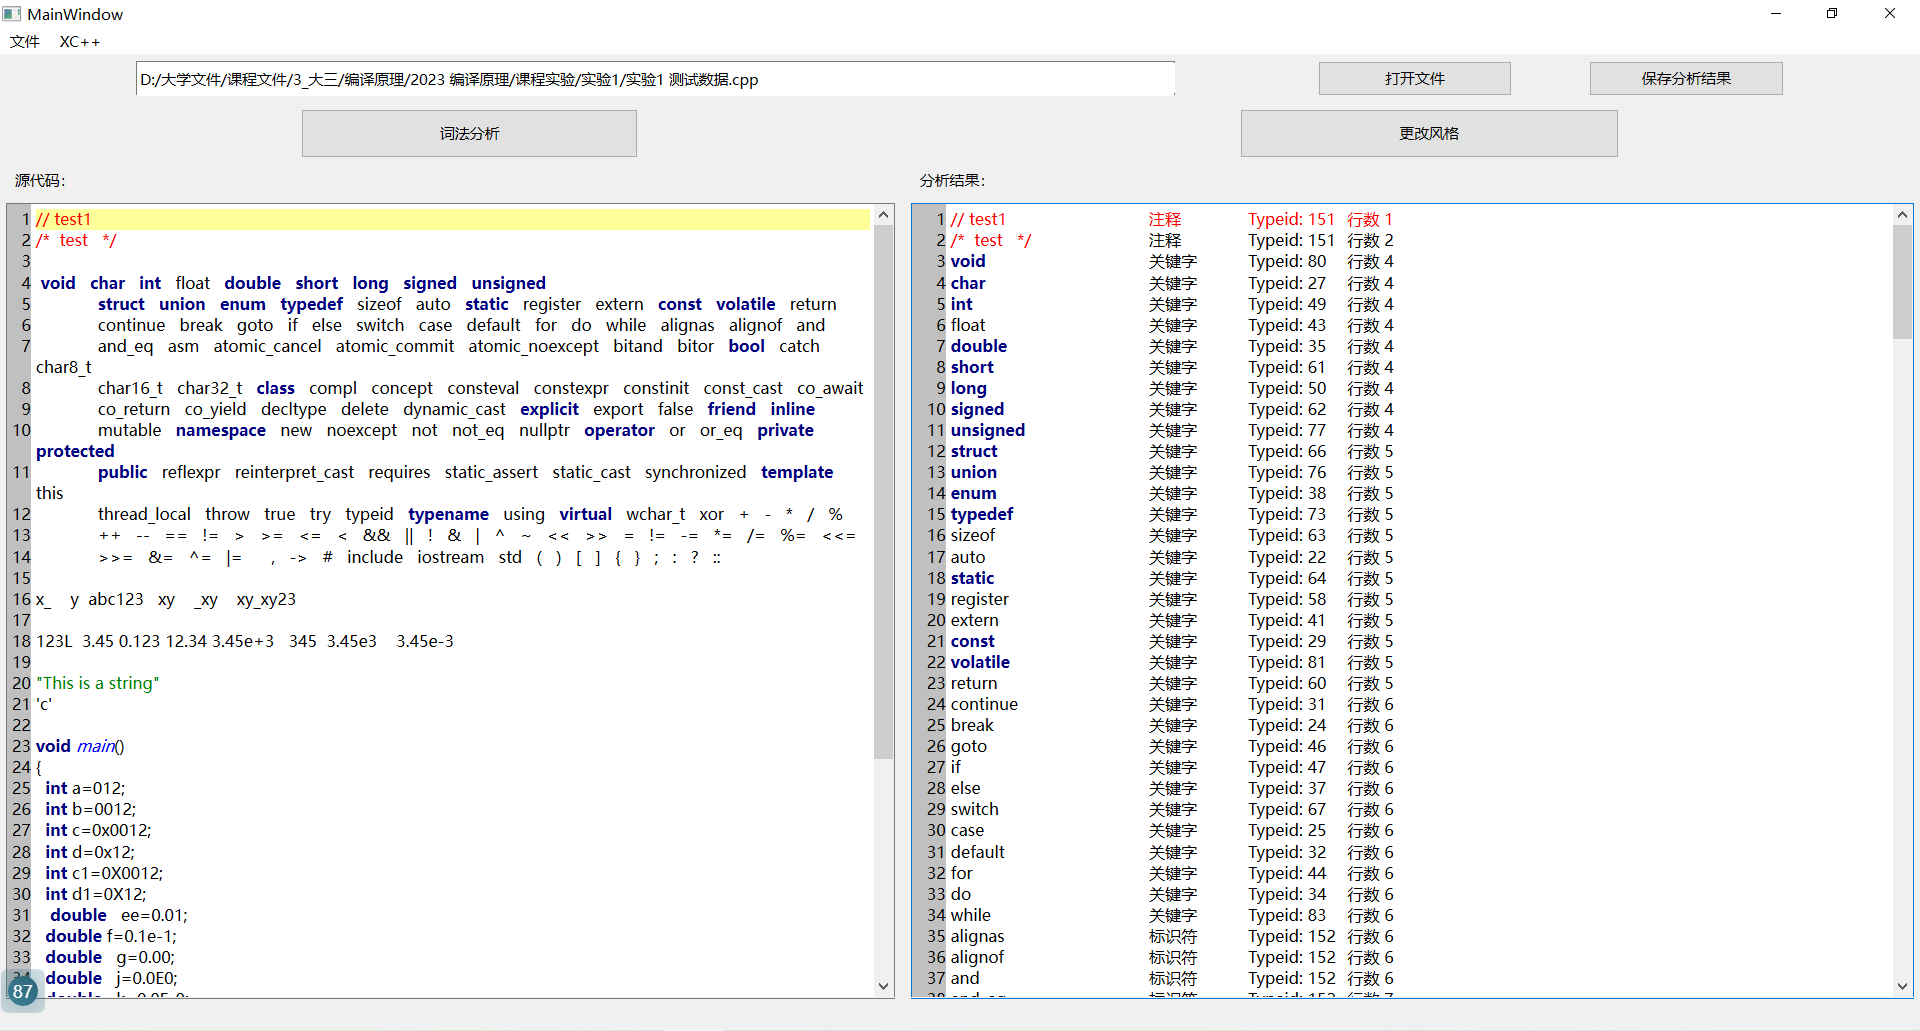 MainWindow
文件 XC++
D:/大学文件/课程文件/3_大三/编译原理/2023 编译原理/课程实验/实验1/实验1 测试数据.cpp 打开文件 保存分析结果
词法分析 更改风格
源代码:
1 // test1
2 /* test */
3
4 void char int float double short long signed unsigned
5 struct union enum typedef sizeof auto static register extern const volatile return
6 continue break goto if else switch case default for do while alignas alignof and
7 and_eq asm atomic_cancel atomic_commit atomic_noexcept bitand bitor bool catch
char8_t
8 char16_t char32_t class compl concept consteval constexpr constinit const_cast co_await
9 co_return co_yield decltype delete dynamic_cast explicit export false friend inline
10 mutable namespace new noexcept not not_eq nullptr operator or or_eq private
protected
11 public reflexpr reinterpret_cast requires static_assert static_cast synchronized template
this
12 thread_local throw true try typeid typename using virtual wchar_t xor + - * / %
13 ++ -- == != > >= <= < && || ! & | ^ ~ << >> = != -= *= /= %= <<=
14 >>= &= ^= |= , -> # include iostream std ( ) [ ] { } ; : ? ::
15
16 x_ y abc123 xy _xy xy_xy23
17
18 123L 3.45 0.123 12.34 3.45e+3 345 3.45e3 3.45e-3
19
20 "This is a string"
21 'c'
22
23 void main()
24 {
25 int a=012;
26 int b=0012;
27 int c=0x0012;
28 int d=0x12;
29 int c1=0X0012;
30 int d1=0X12;
31 double ee=0.01;
32 double f=0.1e-1;
33 double g=0.00;
double j=0.0E0;
87
分析结果:
1 // test1 注释 Typeid: 151 行数 1
2 /* test */ 注释 Typeid: 151 行数 2
3 void 关键字 Typeid: 80 行数 4
4 char 关键字 Typeid: 27 行数 4
5 int 关键字 Typeid: 49 行数 4
6 float 关键字 Typeid: 43 行数 4
7 double 关键字 Typeid: 35 行数 4
8 short 关键字 Typeid: 61 行数 4
9 long 关键字 Typeid: 50 行数 4
10 signed 关键字 Typeid: 62 行数 4
11 unsigned 关键字 Typeid: 77 行数 4
12 struct 关键字 Typeid: 66 行数 5
13 union 关键字 Typeid: 76 行数 5
14 enum 关键字 Typeid: 38 行数 5
15 typedef 关键字 Typeid: 73 行数 5
16 sizeof 关键字 Typeid: 63 行数 5
17 auto 关键字 Typeid: 22 行数 5
18 static 关键字 Typeid: 64 行数 5
19 register 关键字 Typeid: 58 行数 5
20 extern 关键字 Typeid: 41 行数 5
21 const 关键字 Typeid: 29 行数 5
22 volatile 关键字 Typeid: 81 行数 5
23 return 关键字 Typeid: 60 行数 5
24 continue 关键字 Typeid: 31 行数 6
25 break 关键字 Typeid: 24 行数 6
26 goto 关键字 Typeid: 46 行数 6
27 if 关键字 Typeid: 47 行数 6
28 else 关键字 Typeid: 37 行数 6
29 switch 关键字 Typeid: 67 行数 6
30 case 关键字 Typeid: 25 行数 6
31 default 关键字 Typeid: 32 行数 6
32 for 关键字 Typeid: 44 行数 6
33 do 关键字 Typeid: 34 行数 6
34 while 关键字 Typeid: 83 行数 6
35 alignas 标识符 Typeid: 152 行数 6
36 alignof 标识符 Typeid: 152 行数 6
37 and 标识符 Typeid: 152 行数 6